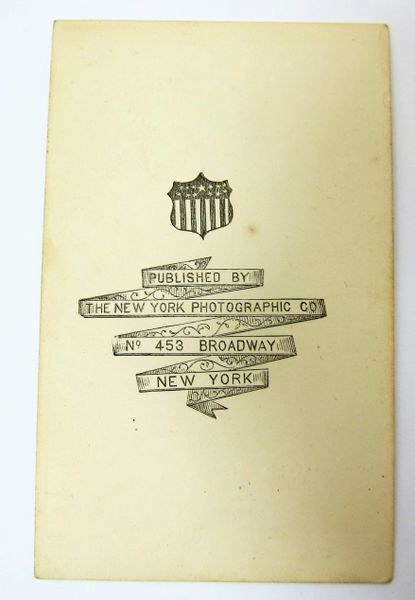 PUBLISHED BY
THE NEW YORK PHOTOGRAPHIC CO
Nº 453 BROADWAY
NEW YORK